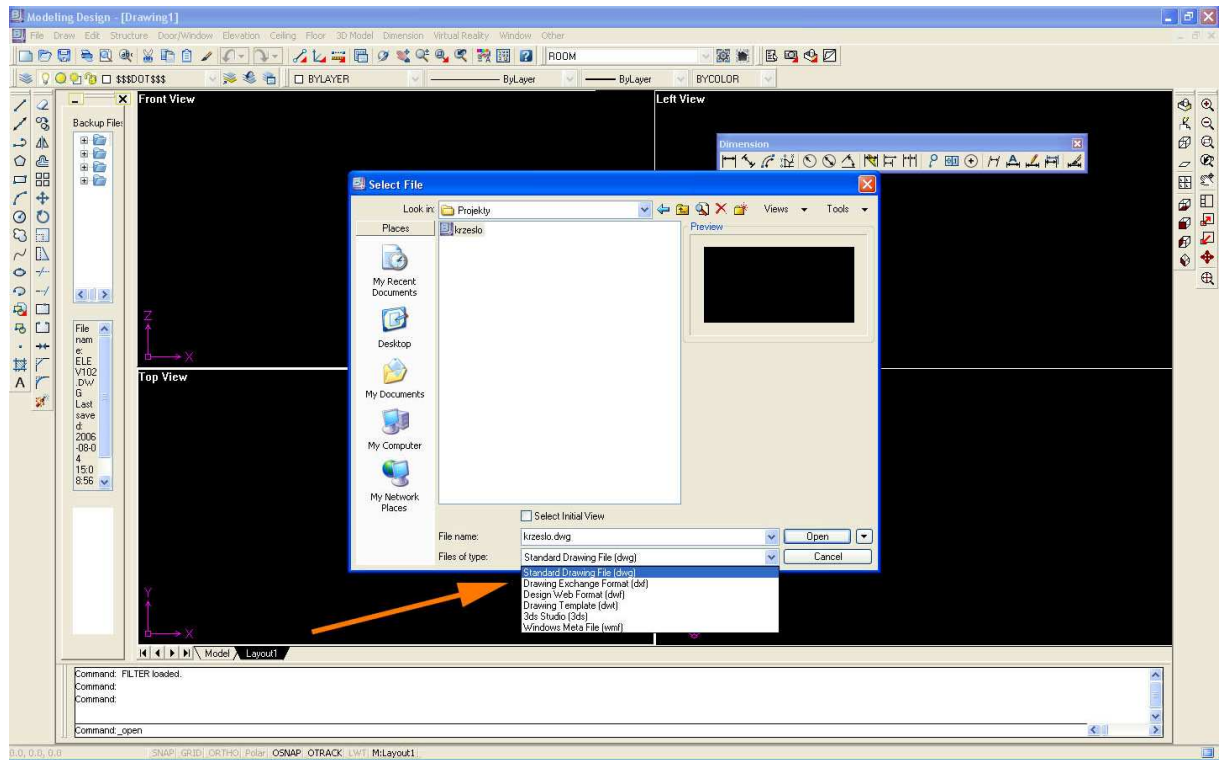 Modeling Design - [Drawing1]
File Draw Edit Structure Door/Window Elevation Ceiling Floor 3D Model Dimension Virtual Reality Window Other
ROOM
$$$DOT$$$ BYLAYER ByLayer ByLayer BYCOLOR
Backup File:
Front View
Left View
Dimension
Select File
Look in: Projekty Views Tools
Places
krzeslo
Preview
My Recent
Documents
Desktop
My Documents
My Computer
My Network
Places
File
nam
e:
ELE
V102
.DW
G
Last
save
d:
2006
-08-0
4
15:0
8:56
Z
X
Top View
Select Initial View
File name: krzeslo.dwg Open
Files of type: Standard Drawing File (dwg) Cancel
Standard Drawing File (dwg)
Drawing Exchange Format (dxf)
Design Web Format (dwf)
Drawing Template (dwt)
3ds Studio (3ds)
Windows Meta File (wmf)
Y
X
Model Layout1
Command: FILTER loaded.
Command:
Command:
Command:_open
0.0, 0.0, 0.0 SNAP GRID ORTHO Polar OSNAP OTRACK LWT M:Layout1